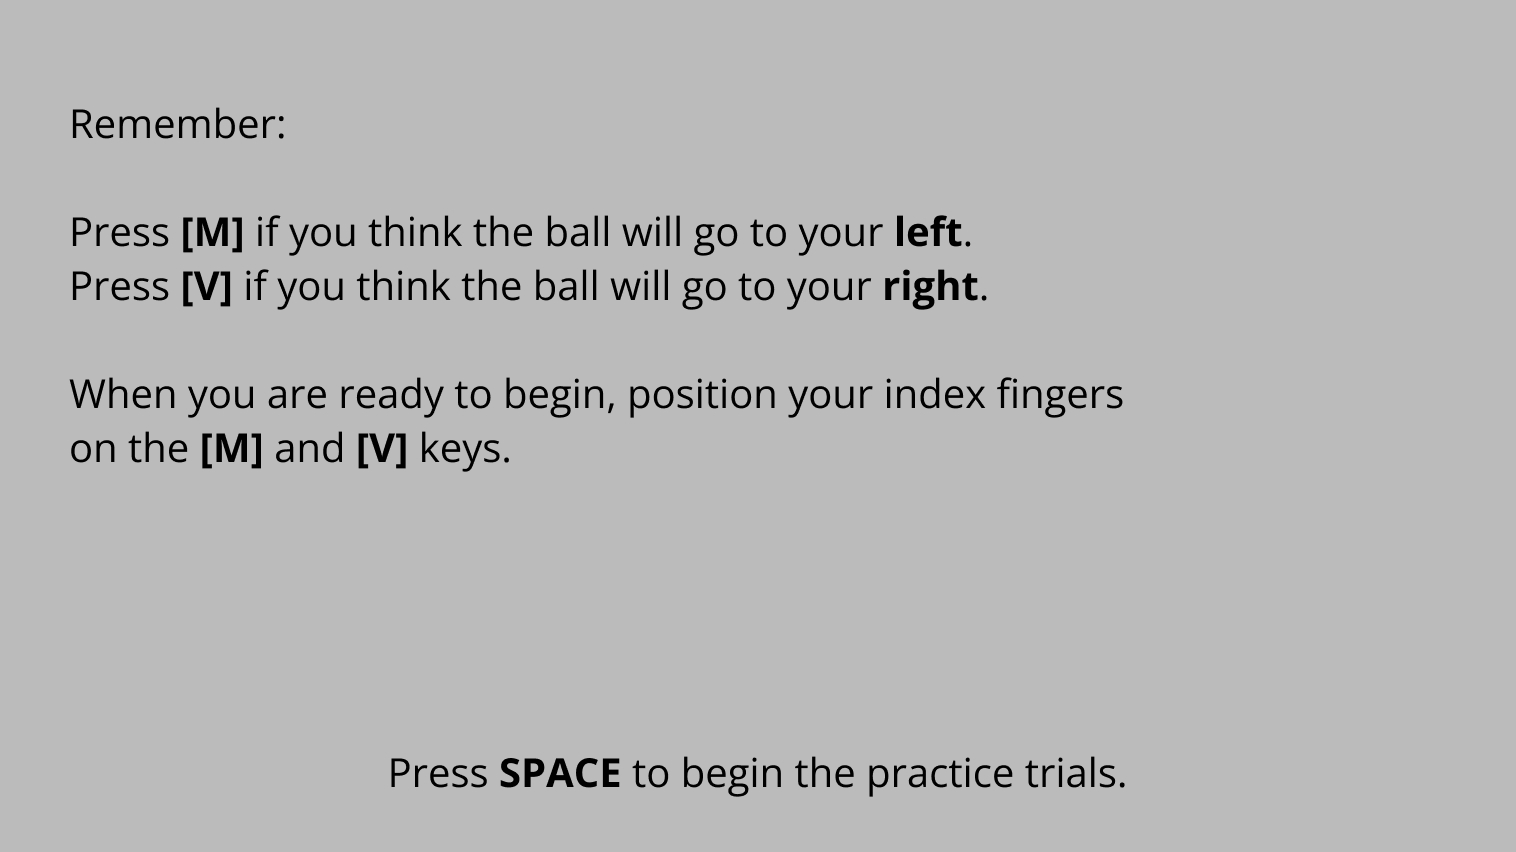 Remember:
Press [M] if you think the ball will go to your left.
Press [V] if you think the ball will go to your right.
When you are ready to begin, position your index fingers
on the [M] and [V] keys.
Press SPACE to begin the practice trials.